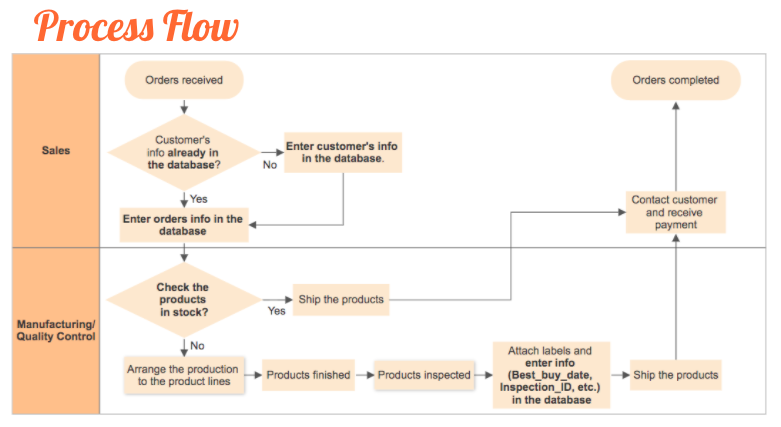 Process Flow
Sales
Orders received
Customer's
info already in
the database?
No
Enter customer's info
in the database.
Yes
Enter orders info in the
database
Orders completed
Contact customer
and receive
payment
Manufacturing/
Quality Control
Check the
products
in stock?
Yes
Ship the products
No
Arrange the production
to the product lines
Products finished
Products inspected
Attach labels and
enter info
(Best_buy_date,
Inspection_ID, etc.)
in the database
Ship the products